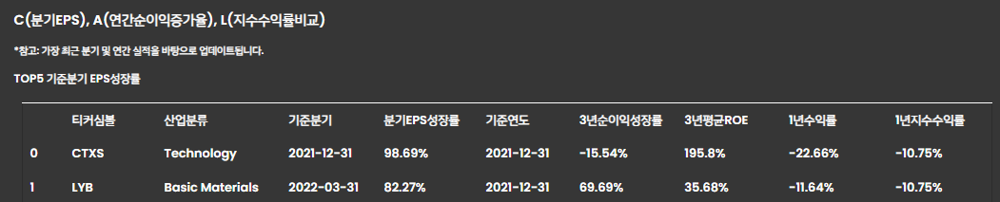 C(분기EPS), A(연간순이익증가율), L(지수수익률비교)
*참고: 가장 최근 분기 및 연간 실적을 바탕으로 업데이트됩니다.
TOP5 기준분기 EPS성장률
티커심볼 산업분류 기준분기 분기EPS성장률 기준연도 3년순이익성장률 3년평균ROE 1년수익률 1년지수수익률
0 CTXS Technology 2021-12-31 98.69% 2021-12-31 -15.54% 195.8% -22.66% -10.75%
1 LYB Basic Materials 2022-03-31 82.27% 2021-12-31 69.69% 35.68% -11.64% -10.75%